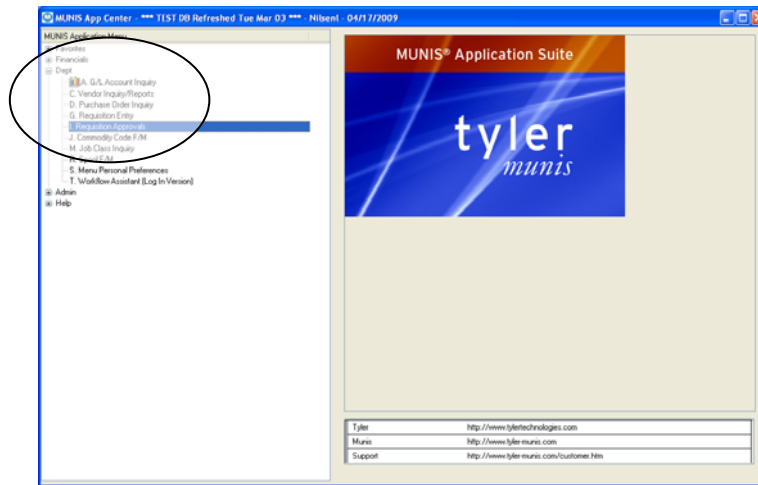 MUNIS App Center - *** TEST DB Refreshed Tue Mar 03 *** - Nilsent - 04/17/2009
MUNIS Application Menu
Favorites
Financials
Dept
A. G/L Account Inquiry
C. Vendor Inquiry/Reports
D. Purchase Order Inquiry
G. Requisition Entry
I. Requisition Approvals
J. Commodity Code F/M
M. Job Class Inquiry
S. Menu Personal Preferences
T. Workflow Assistant (Log In Version)
Admin
Help
MUNIS® Application Suite
tyler
munis
Tyler http://www.tylertechnologies.com
Munis http://www.tyler-munis.com
Support http://www.tyler-munis.com/customer.htm